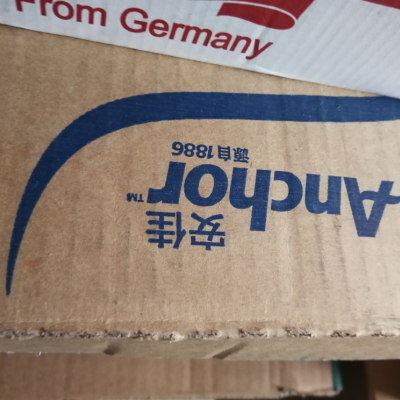 From Germany
源自1886
Anchor™
安佳